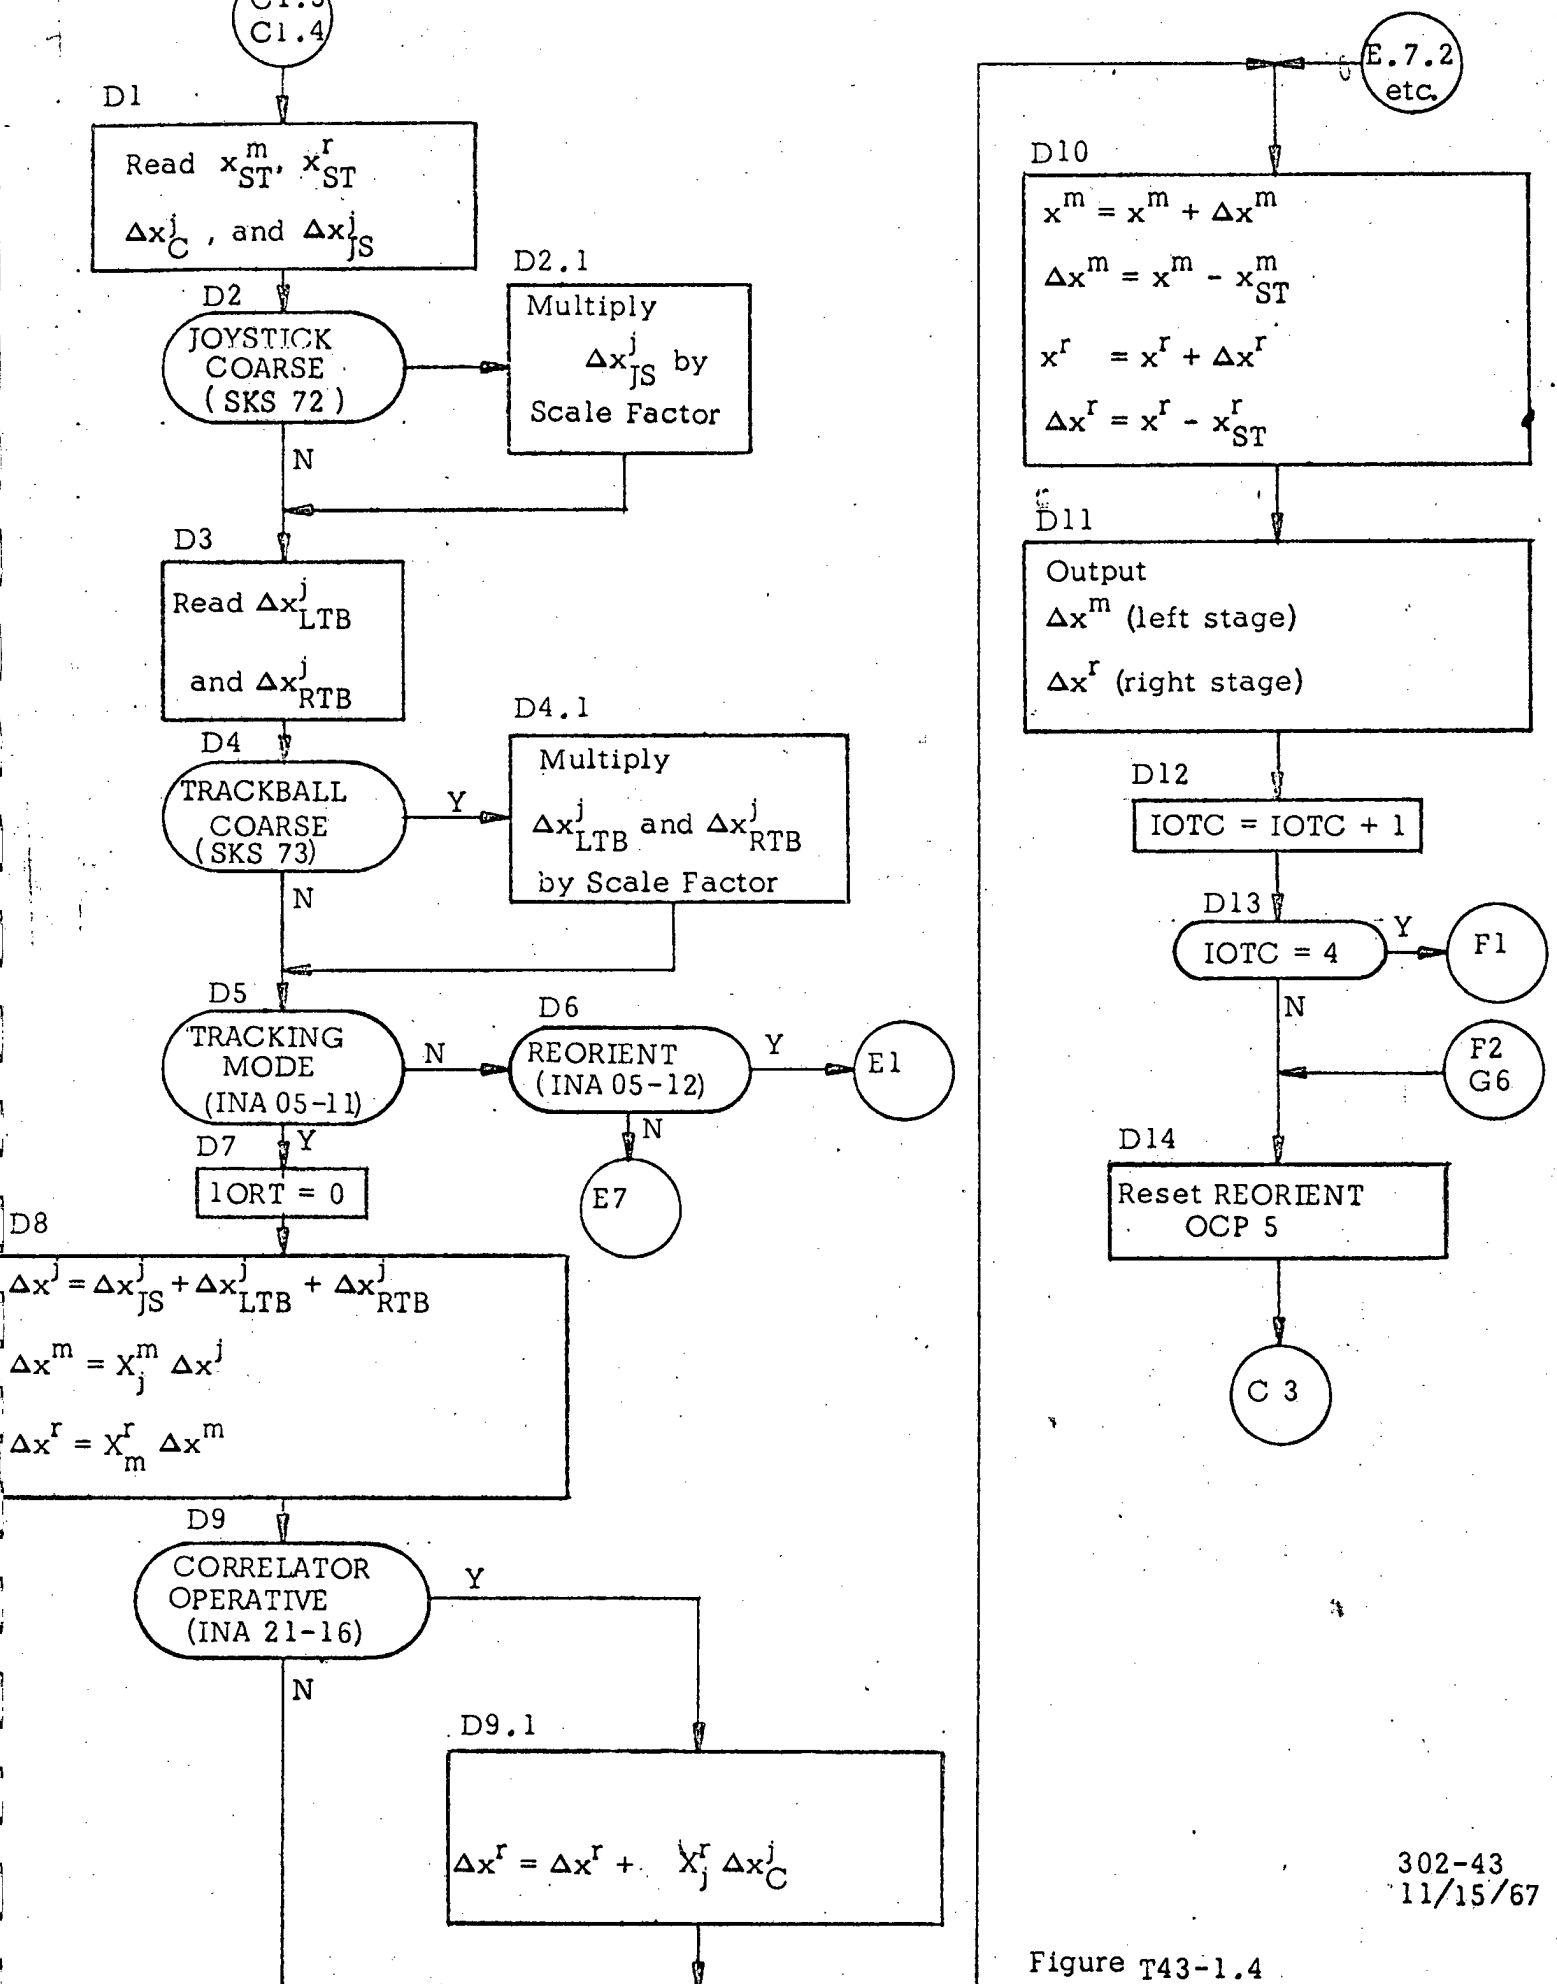 C1.4
D1
Read x^m_ST, x^r_ST
Δx^j_C , and Δx^j_JS
D2
JOYSTICK
COARSE
(SKS 72)
N
D2.1
Multiply
Δx^j_JS by
Scale Factor
D3
Read Δx^j_LTB
and Δx^j_RTB
D4
TRACKBALL
COARSE
(SKS 73)
Y
N
D4.1
Multiply
Δx^j_LTB and Δx^j_RTB
by Scale Factor
D5
TRACKING
MODE
(INA 05-11)
N
Y
D6
REORIENT
(INA 05-12)
Y
E1
N
E7
D7
1ORT = 0
D8
Δx^j = Δx^j_JS + Δx^j_LTB + Δx^j_RTB
Δx^m = X^m_j Δx^j
Δx^r = X^r_m Δx^m
D9
CORRELATOR
OPERATIVE
(INA 21-16)
Y
N
D9.1
Δx^r = Δx^r + X^r_j Δx^j_C
E.7.2
etc.
D10
x^m = x^m + Δx^m
Δx^m = x^m - x^m_ST
x^r = x^r + Δx^r
Δx^r = x^r - x^r_ST
D11
Output
Δx^m (left stage)
Δx^r (right stage)
D12
IOTC = IOTC + 1
D13
IOTC = 4
Y
F1
N
F2
G6
D14
Reset REORIENT
OCP 5
C 3
302-43
11/15/67
Figure T43-1.4